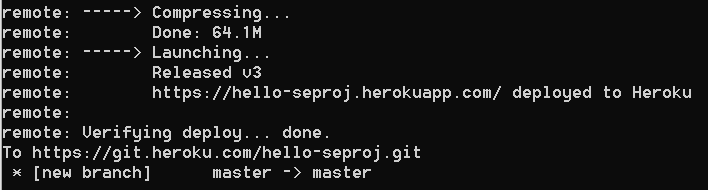 remote: -----> Compressing...
remote:        Done: 64.1M
remote: -----> Launching...
remote:        Released v3
remote:        https://hello-seproj.herokuapp.com/ deployed to Heroku
remote:
remote: Verifying deploy... done.
To https://git.heroku.com/hello-seproj.git
 * [new branch]      master -> master